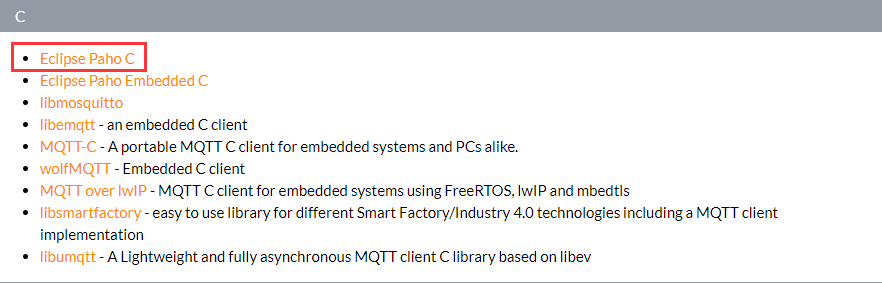 C
Eclipse Paho C
Eclipse Paho Embedded C
libmosquitto
libemqtt - an embedded C client
MQTT-C - A portable MQTT C client for embedded systems and PCs alike.
wolfMQTT - Embedded C client
MQTT over lwIP - MQTT C client for embedded systems using FreeRTOS, lwIP and mbedtls
libsmartfactory - easy to use library for different Smart Factory/Industry 4.0 technologies including a MQTT client
implementation
libumqtt - A Lightweight and fully asynchronous MQTT client C library based on libev